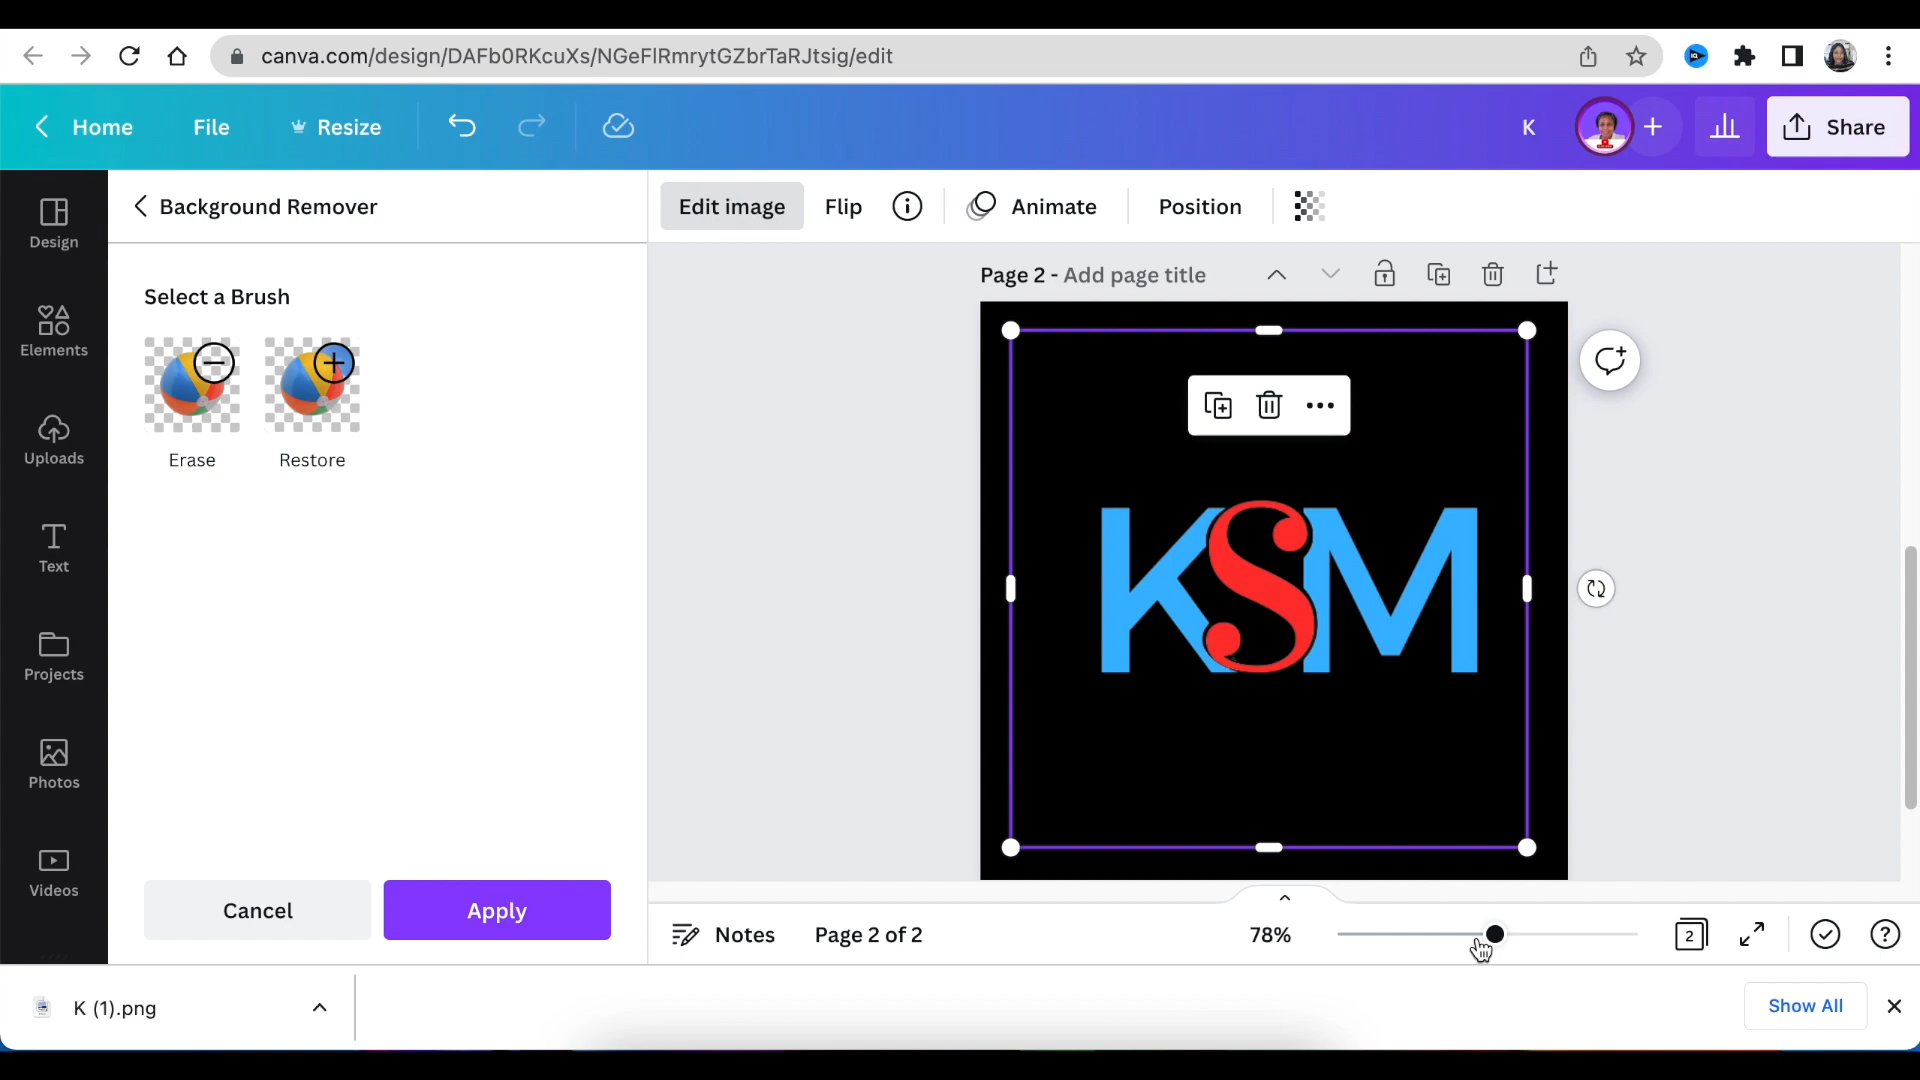 canva.com/design/DAFb0RKcuXs/NGeFlRmrytGZbrTaRJtsig/edit
Home File Resize K Share
Design
Elements
Uploads
Text
Projects
Photos
Videos
Background Remover
Select a Brush
Erase Restore
Cancel Apply
Edit image Flip Animate Position
Page 2 - Add page title
KSM
Notes Page 2 of 2 78% 2
K (1).png Show All